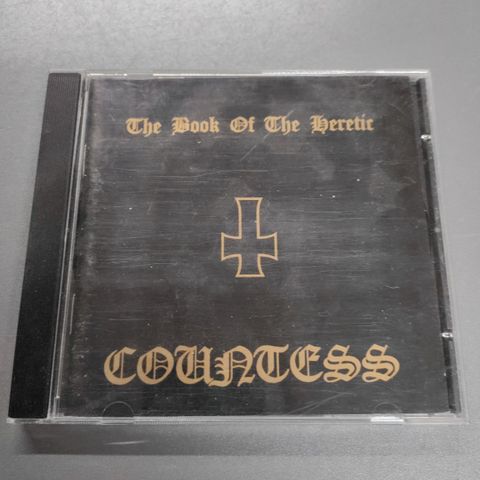 The Book Of The Heretic
COUNTESS